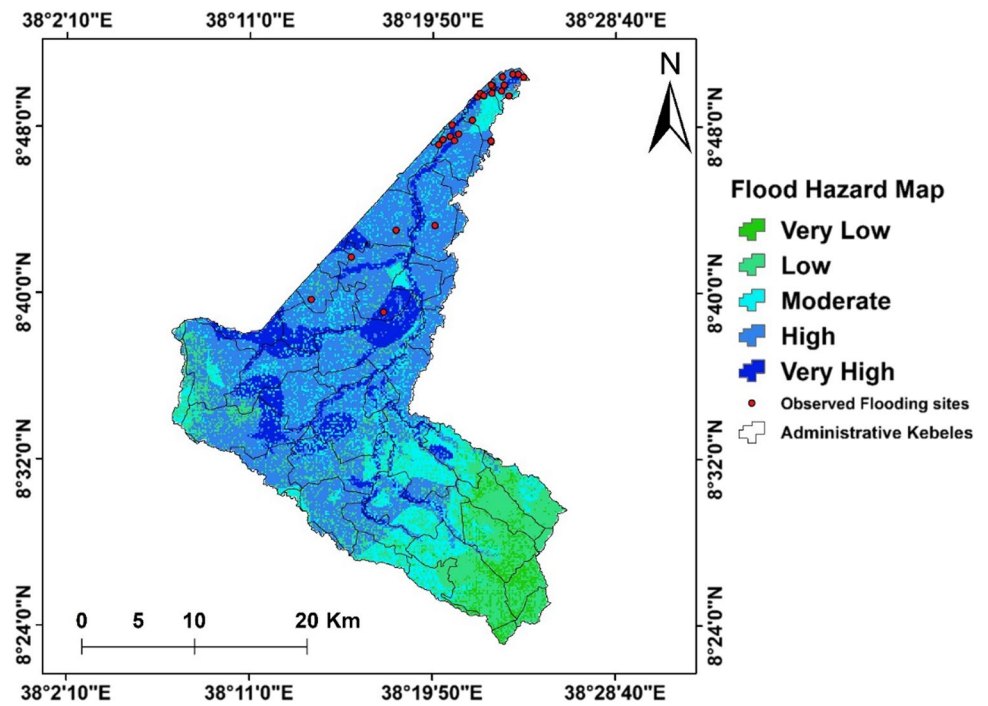 38°2'10"E 38°11'0"E 38°19'50"E 38°28'40"E
N
8°48'0"N
8°48'0"N
Flood Hazard Map
Very Low
Low
Moderate
High
Very High
Observed Flooding sites
Administrative Kebeles
8°40'0"N
8°40'0"N
8°32'0"N
8°32'0"N
8°24'0"N
8°24'0"N
0 5 10 20 Km
38°2'10"E 38°11'0"E 38°19'50"E 38°28'40"E